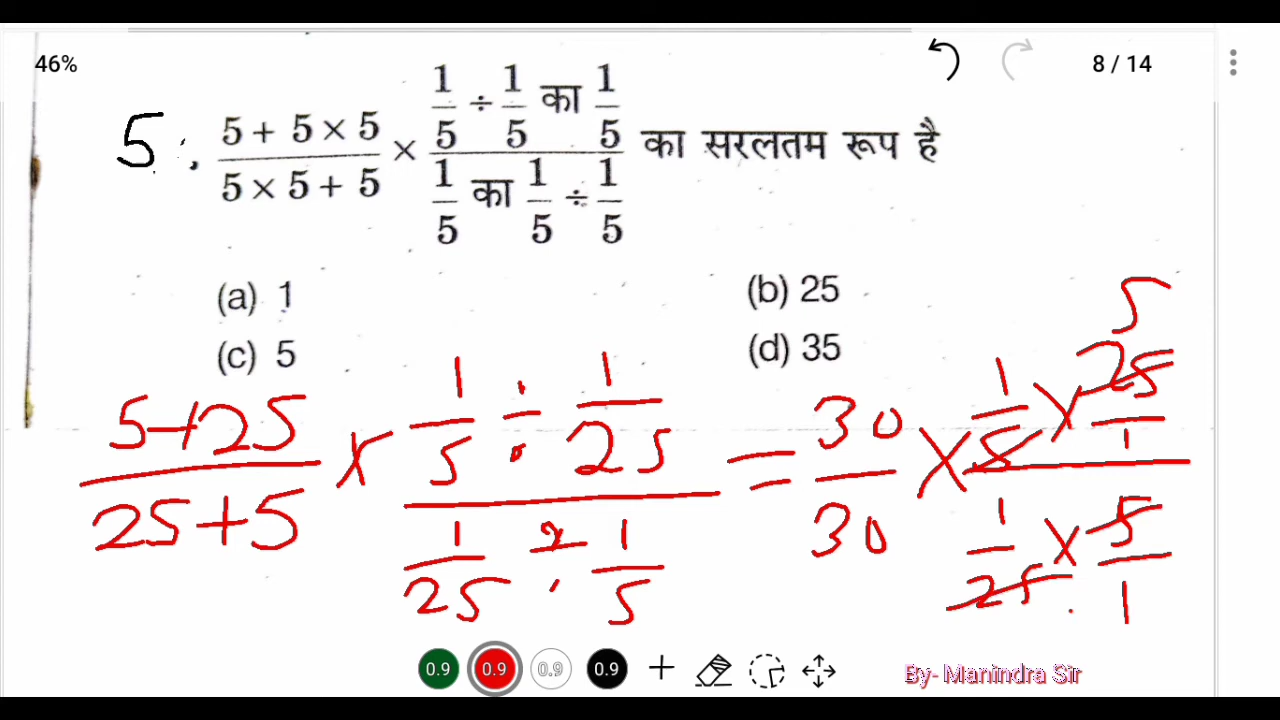 46%
8 / 14
5 ; (5 + 5 × 5)/(5 × 5 + 5) × (1/5 ÷ 1/5 का 1/5)/(1/5 का 1/5 ÷ 1/5) का सरलतम रूप है
(a) 1
(b) 25
(c) 5
(d) 35
(5+25)/(25+5) × (1/5 ÷ 1/25)/(1/25 ÷ 1/5) = 30/30 × (1/5 × 25/1)/(1/25 × 5/1)
5
0.9 0.9 0.9 0.9
By- Manindra Sir